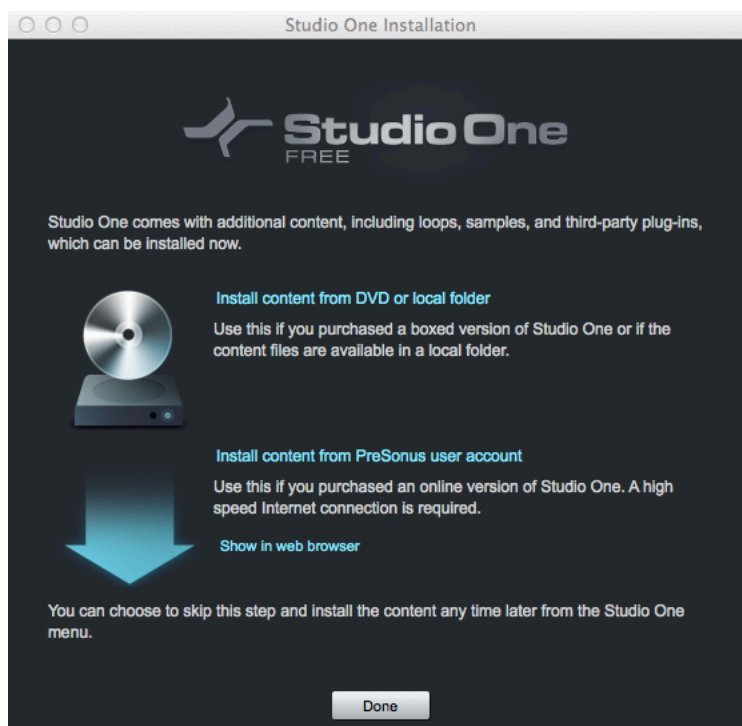 Studio One Installation
Studio One
FREE
Studio One comes with additional content, including loops, samples, and third-party plug-ins,
which can be installed now.
Install content from DVD or local folder
Use this if you purchased a boxed version of Studio One or if the
content files are available in a local folder.
Install content from PreSonus user account
Use this if you purchased an online version of Studio One. A high
speed Internet connection is required.
Show in web browser
You can choose to skip this step and install the content any time later from the Studio One
menu.
Done